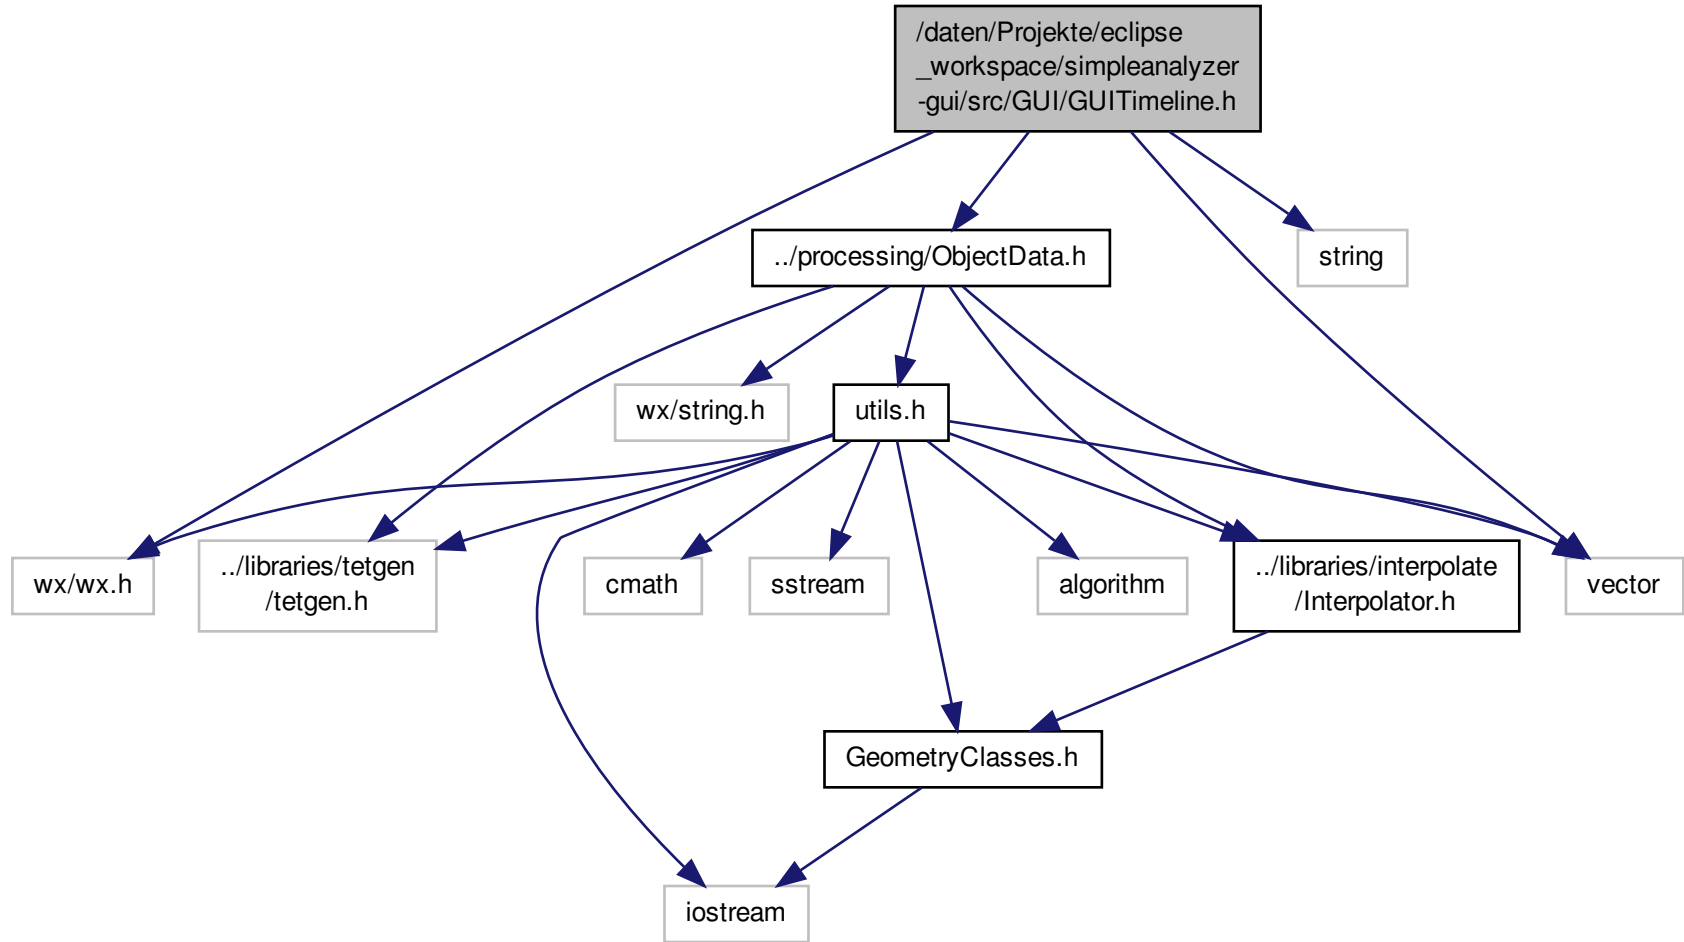 /daten/Projekte/eclipse
_workspace/simpleanalyzer
-gui/src/GUI/GUITimeline.h
../processing/ObjectData.h
string
wx/string.h
utils.h
wx/wx.h
../libraries/tetgen
/tetgen.h
cmath
sstream
algorithm
../libraries/interpolate
/Interpolator.h
vector
GeometryClasses.h
iostream